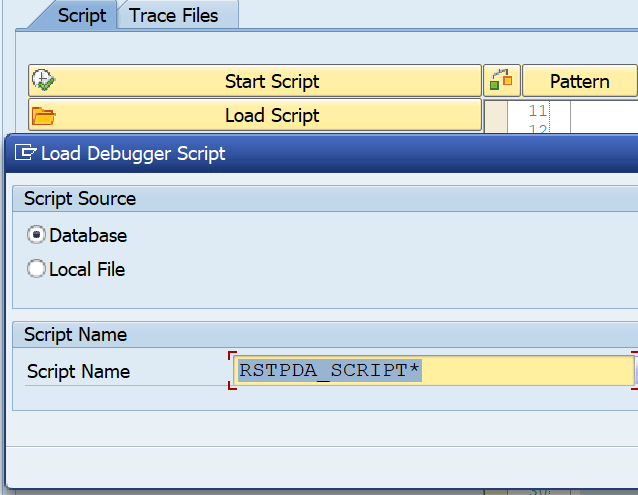 Script Trace Files
Start Script Pattern
Load Script 11
12
Load Debugger Script
Script Source
Database
Local File
Script Name
Script Name RSTPDA_SCRIPT*